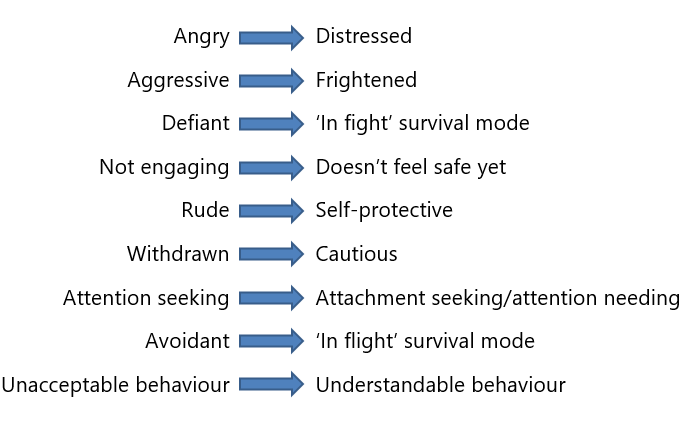 Angry Distressed
Aggressive Frightened
Defiant ‘In fight’ survival mode
Not engaging Doesn’t feel safe yet
Rude Self-protective
Withdrawn Cautious
Attention seeking Attachment seeking/attention needing
Avoidant ‘In flight’ survival mode
Unacceptable behaviour Understandable behaviour